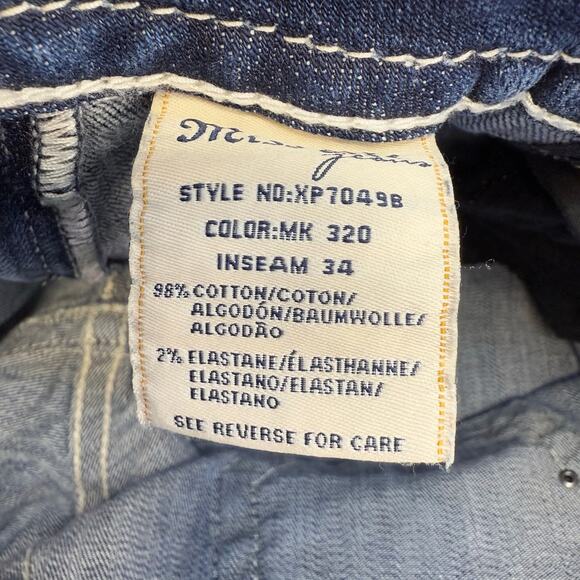 Miss Jeans
STYLE NO:XP7049B
COLOR:MK 320
INSEAM 34
98% COTTON/COTON/
ALGODÓN/BAUMWOLLE/
ALGODÃO
2% ELASTANE/ÉLASTHANNE/
ELASTANO/ELASTAN/
ELASTANO
SEE REVERSE FOR CARE